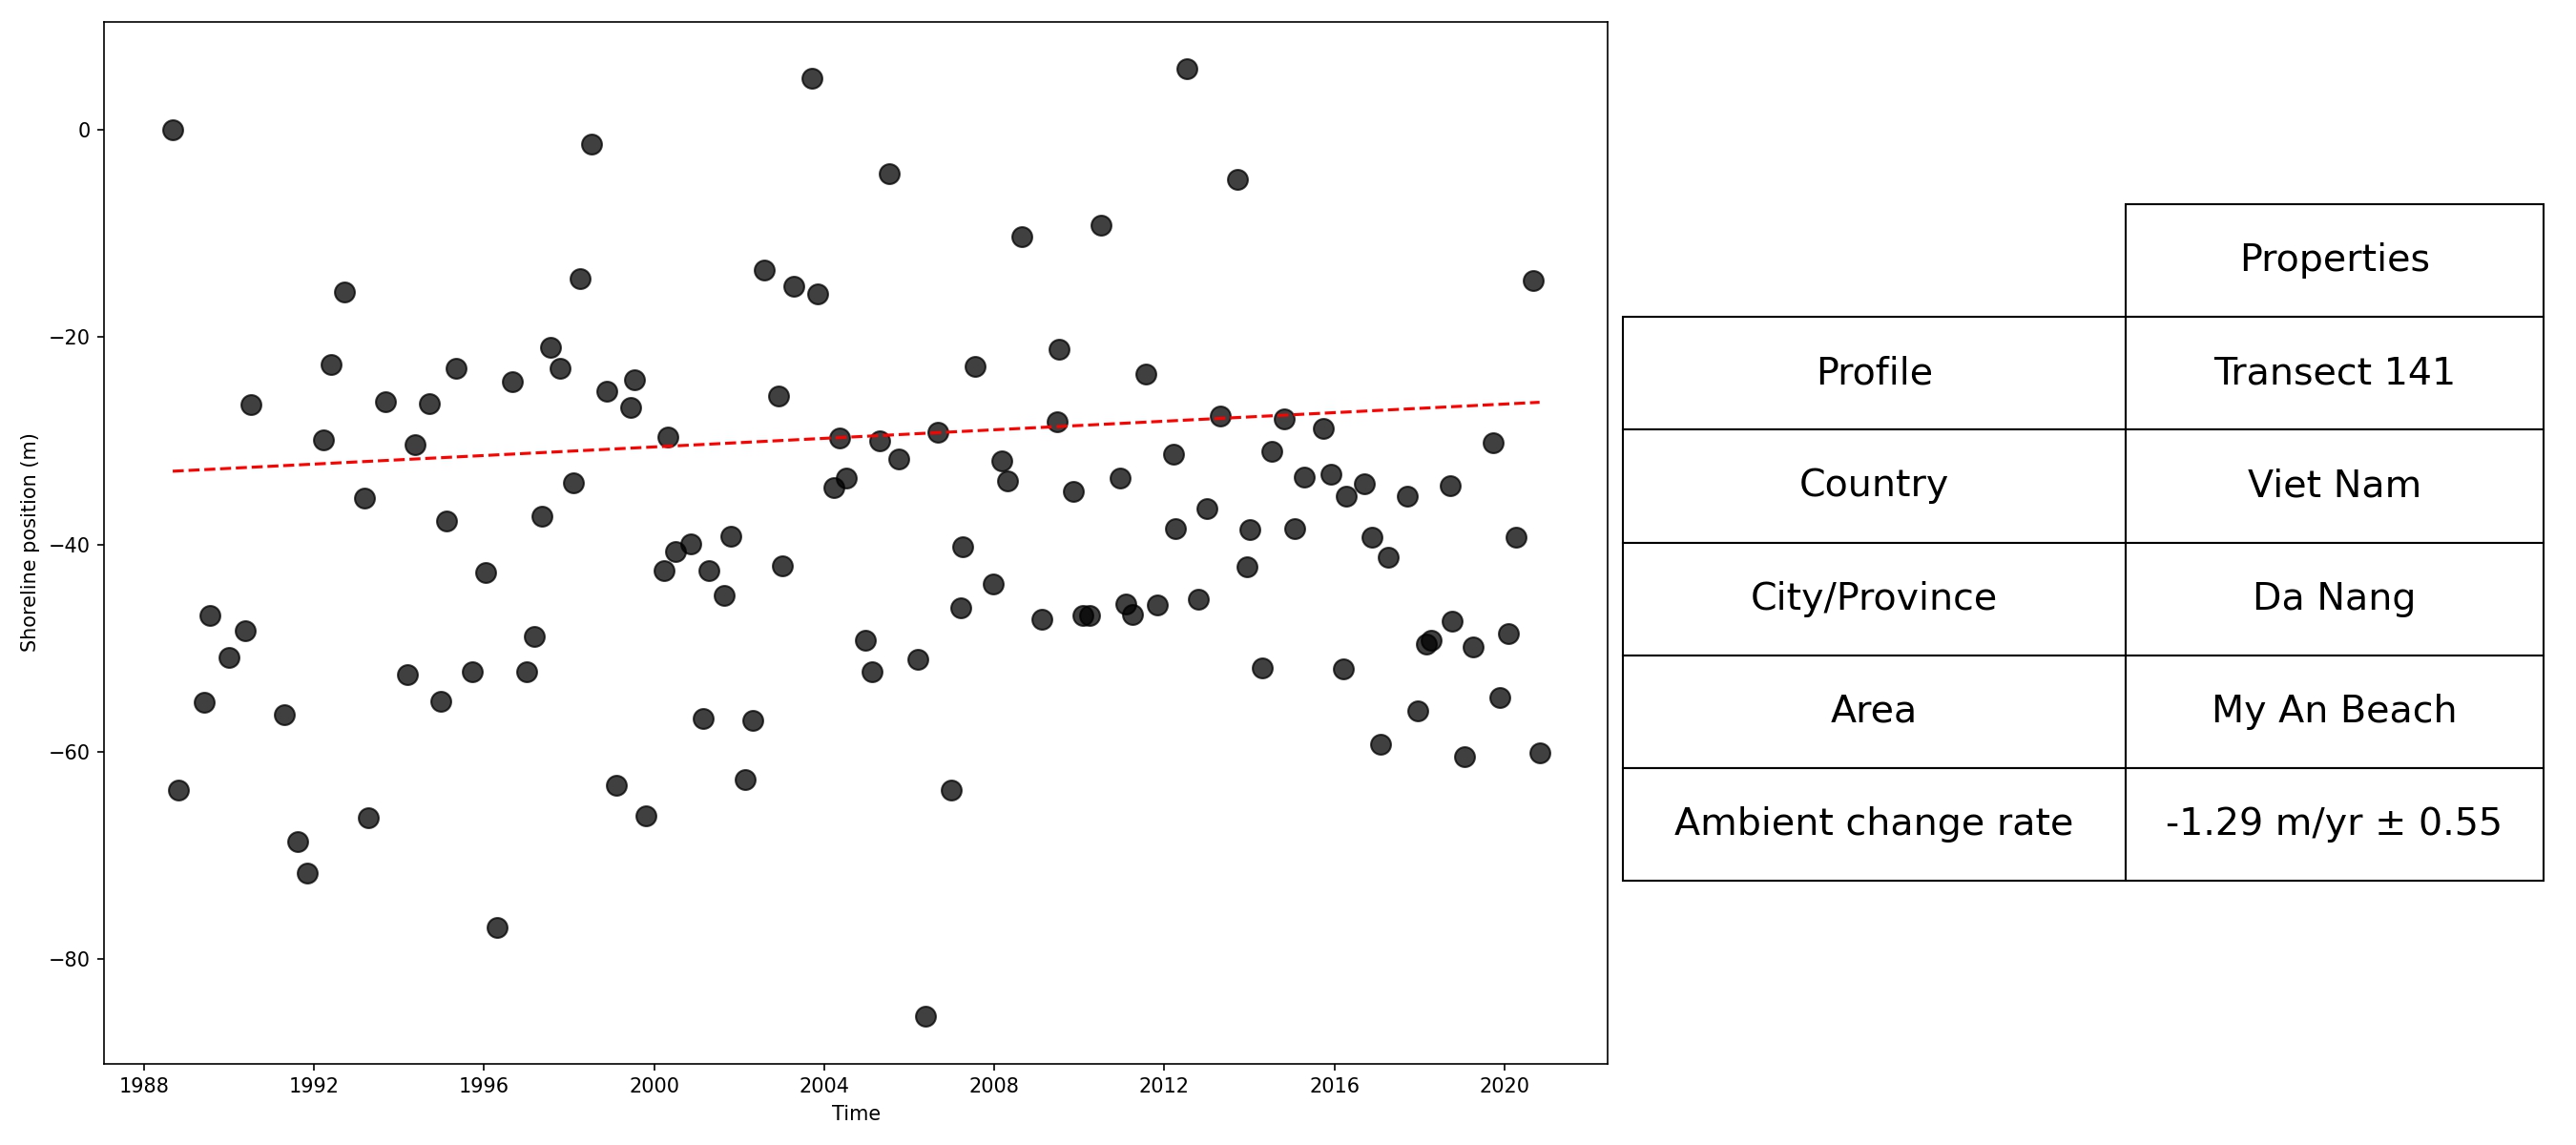 Shoreline position (m)
0
−20
−40
−60
−80
1988 1992 1996 2000 2004 2008 2012 2016 2020
Time
Properties
Profile Transect 141
Country Viet Nam
City/Province Da Nang
Area My An Beach
Ambient change rate -1.29 m/yr ± 0.55